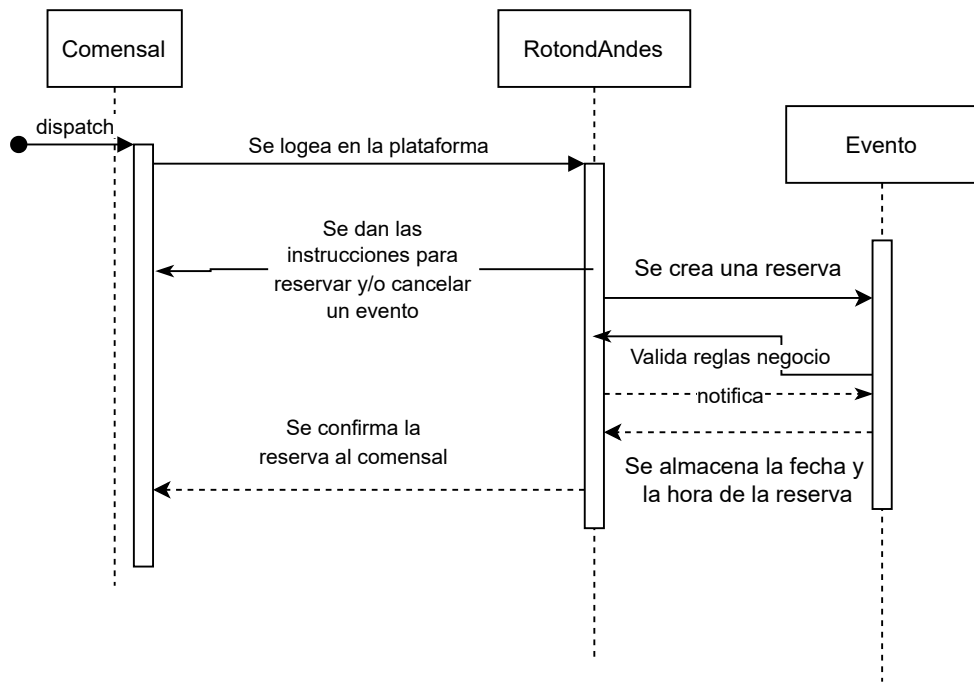 Comensal
RotondAndes
Evento
dispatch
Se logea en la plataforma
Se dan las
instrucciones para
reservar y/o cancelar
un evento
Se crea una reserva
Valida reglas negocio
notifica
Se confirma la
reserva al comensal
Se almacena la fecha y
la hora de la reserva